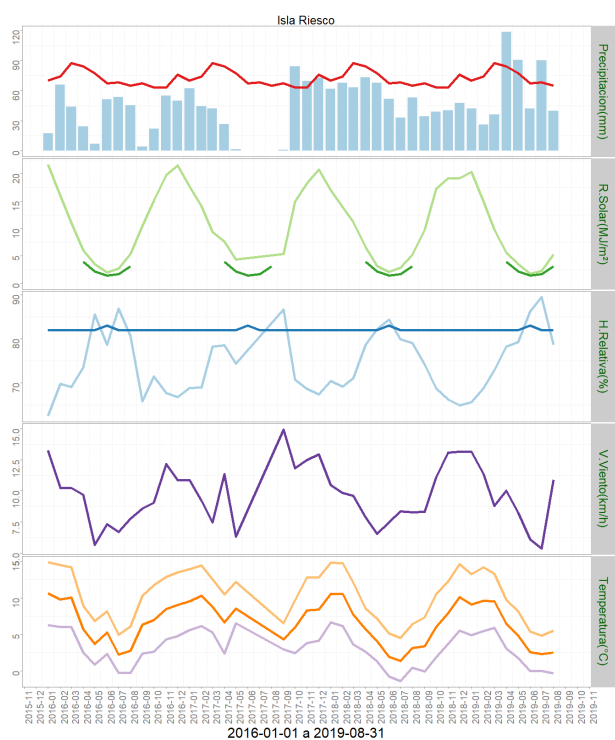 Isla Riesco
0 30 60 90 120
Precipitacion(mm)
0 5 10 15 20
R.Solar(MJ/m²)
70 80 90
H.Relativa(%)
5.0 7.5 10.0 12.5 15.0
V.Viento(km/h)
0 5 10 15
Temperatura(°C)
2015-11 2015-12 2016-01 2016-02 2016-03 2016-04 2016-05 2016-06 2016-07 2016-08 2016-09 2016-10 2016-11 2016-12 2017-01 2017-02 2017-03 2017-04 2017-05 2017-06 2017-07 2017-08 2017-09 2017-10 2017-11 2017-12 2018-01 2018-02 2018-03 2018-04 2018-05 2018-06 2018-07 2018-08 2018-09 2018-10 2018-11 2018-12 2019-01 2019-02 2019-03 2019-04 2019-05 2019-06 2019-07 2019-08 2019-09 2019-10 2019-11
2016-01-01 a 2019-08-31